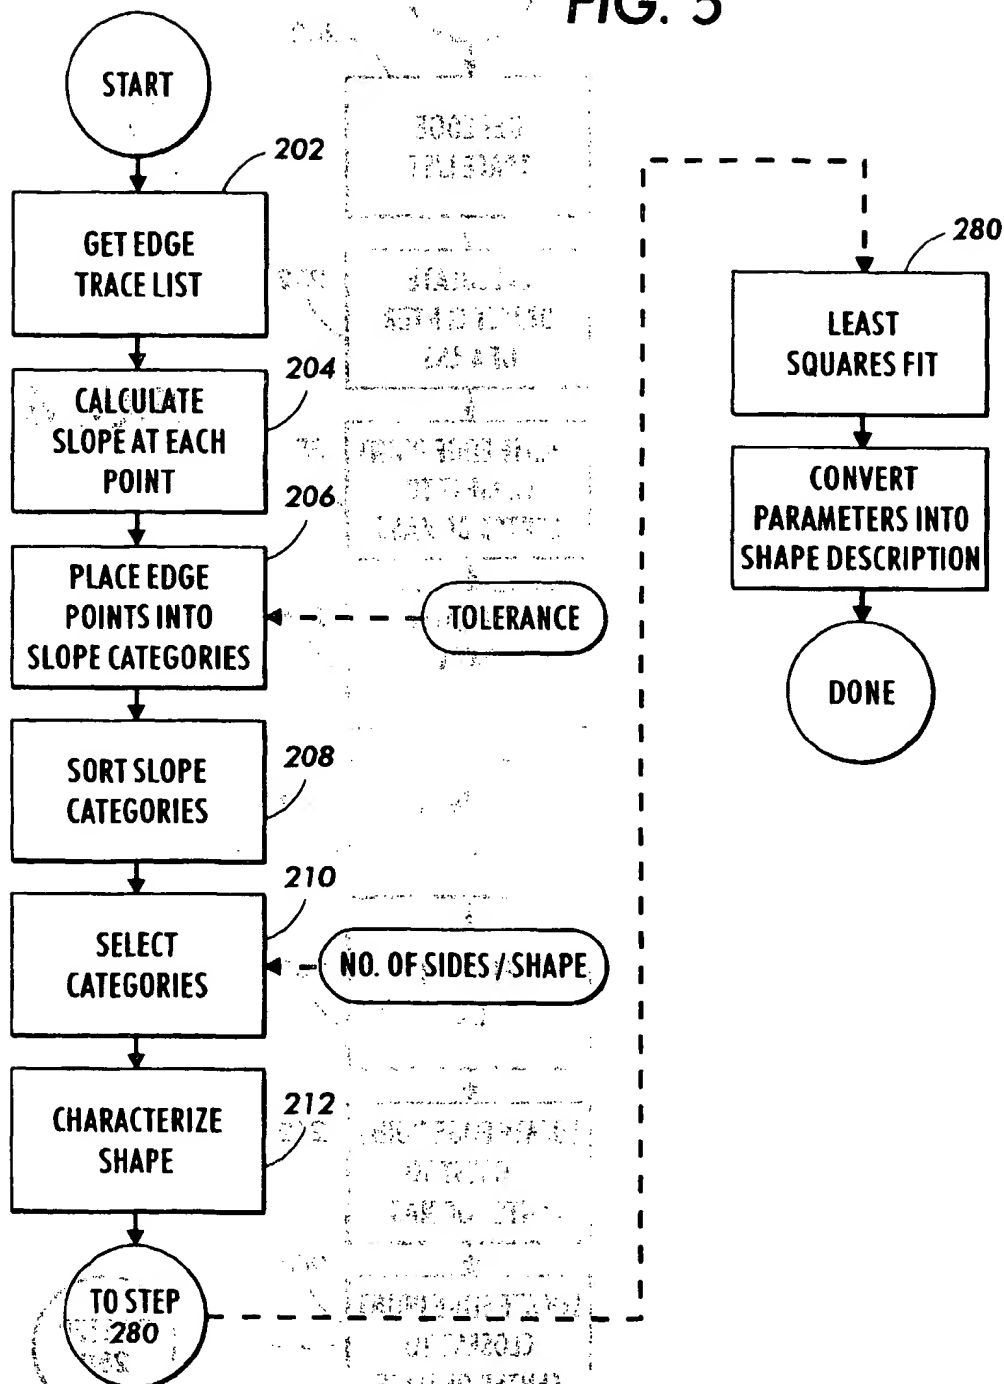 FIG. 5
START
202
GET EDGE
TRACE LIST
204
CALCULATE
SLOPE AT EACH
POINT
206
PLACE EDGE
POINTS INTO
SLOPE CATEGORIES
TOLERANCE
208
SORT SLOPE
CATEGORIES
210
SELECT
CATEGORIES
NO. OF SIDES / SHAPE
212
CHARACTERIZE
SHAPE
TO STEP
280
280
LEAST
SQUARES FIT
CONVERT
PARAMETERS INTO
SHAPE DESCRIPTION
DONE